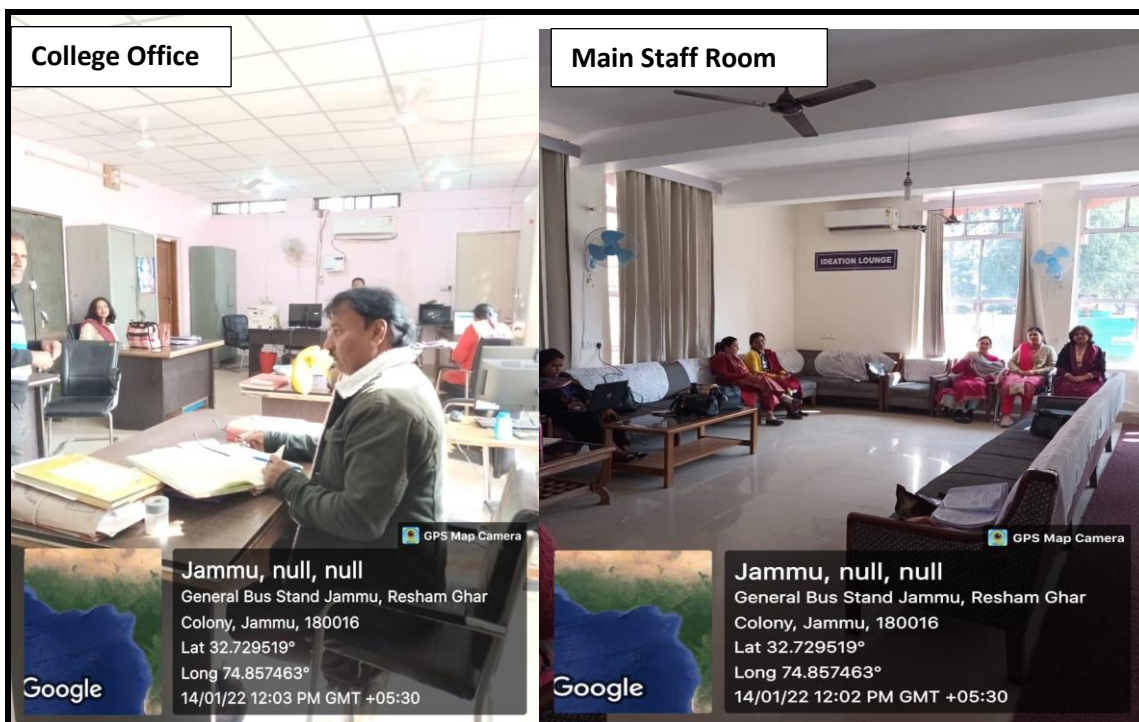 College Office
GPS Map Camera
Jammu, null, null
General Bus Stand Jammu, Resham Ghar
Colony, Jammu, 180016
Lat 32.729519°
Long 74.857463°
14/01/22 12:03 PM GMT +05:30
Google
Main Staff Room
IDEATION LOUNGE
GPS Map Camera
Jammu, null, null
General Bus Stand Jammu, Resham Ghar
Colony, Jammu, 180016
Lat 32.729519°
Long 74.857463°
14/01/22 12:02 PM GMT +05:30
Google